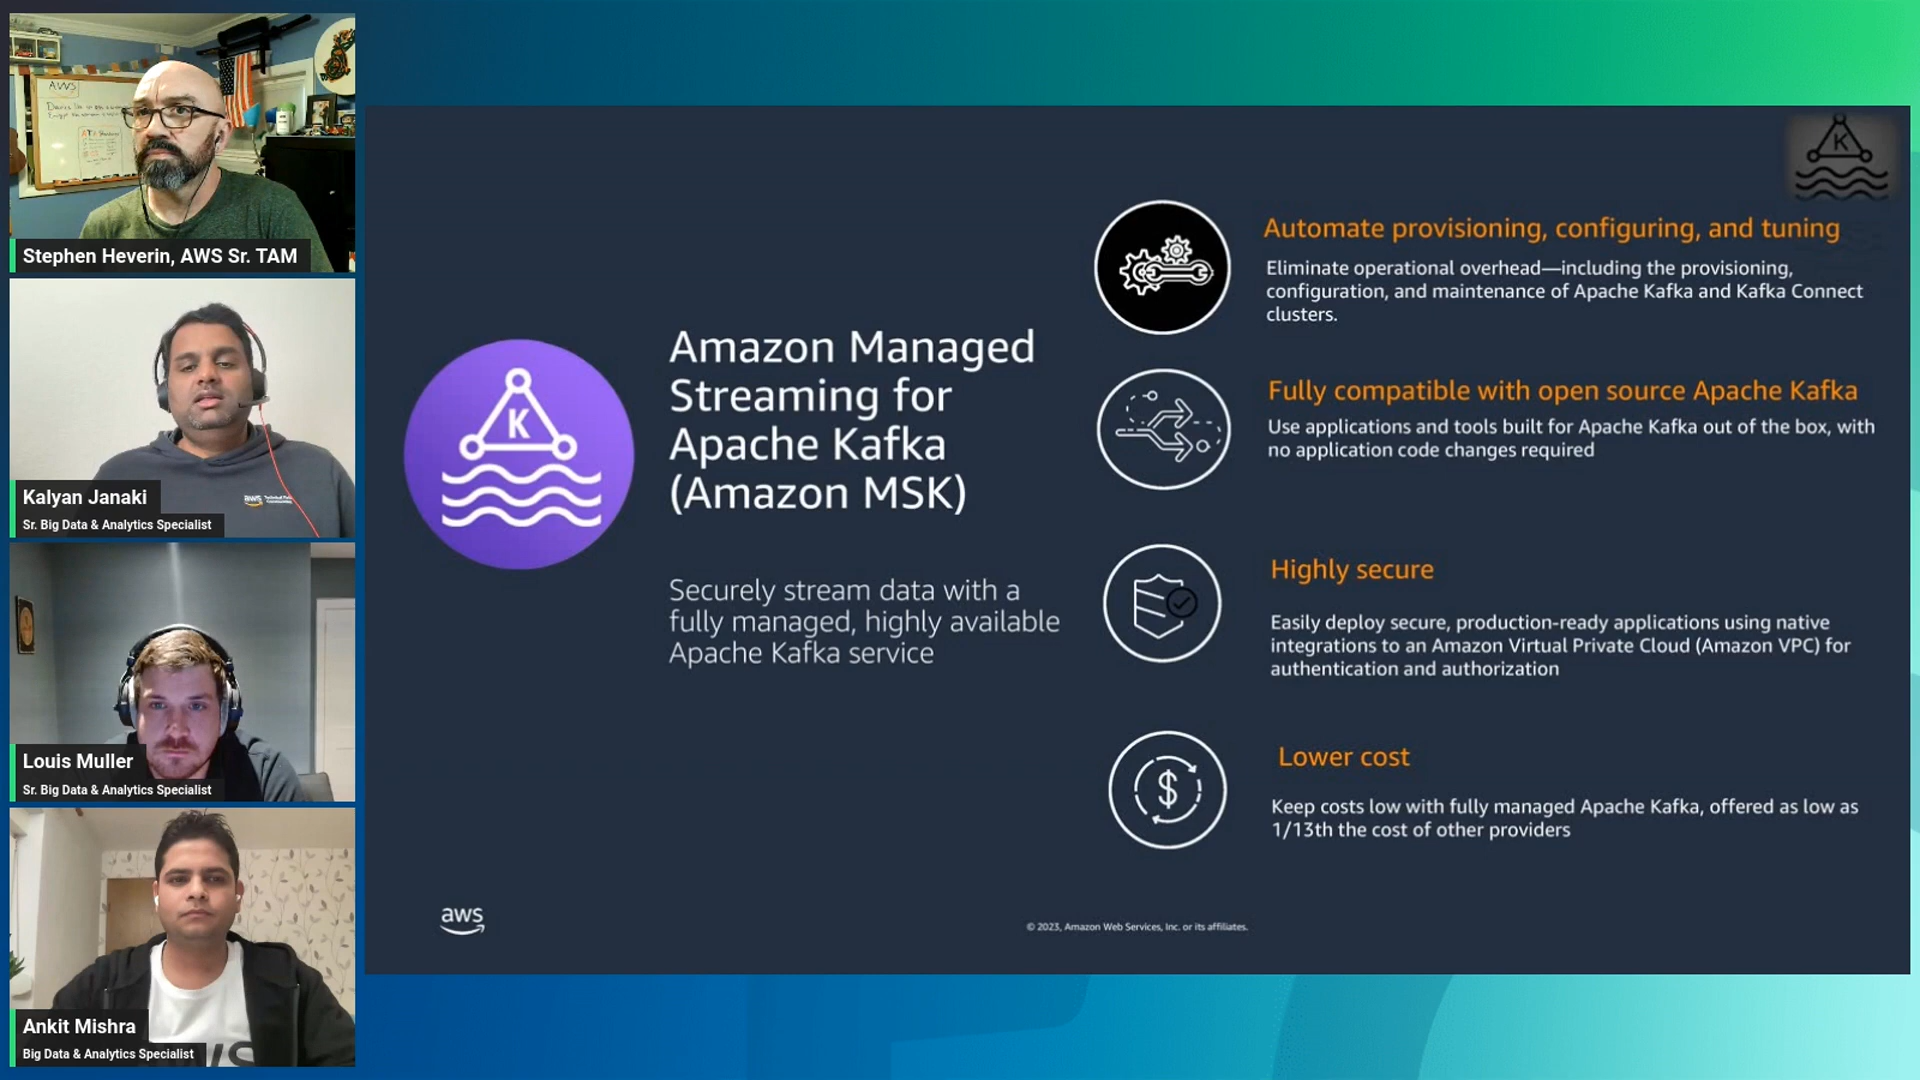 AWS
Stephen Heverin, AWS Sr. TAM
aws
Kalyan Janaki
Sr. Big Data & Analytics Specialist
Louis Muller
Sr. Big Data & Analytics Specialist
Ankit Mishra
Big Data & Analytics Specialist
K
Amazon Managed
Streaming for
Apache Kafka
(Amazon MSK)
Securely stream data with a
fully managed, highly available
Apache Kafka service
K
Automate provisioning, configuring, and tuning
Eliminate operational overhead—including the provisioning,
configuration, and maintenance of Apache Kafka and Kafka Connect
clusters.
Fully compatible with open source Apache Kafka
Use applications and tools built for Apache Kafka out of the box, with
no application code changes required
Highly secure
Easily deploy secure, production-ready applications using native
integrations to an Amazon Virtual Private Cloud (Amazon VPC) for
authentication and authorization
$
Lower cost
Keep costs low with fully managed Apache Kafka, offered as low as
1/13th the cost of other providers
aws
© 2023, Amazon Web Services, Inc. or its affiliates.